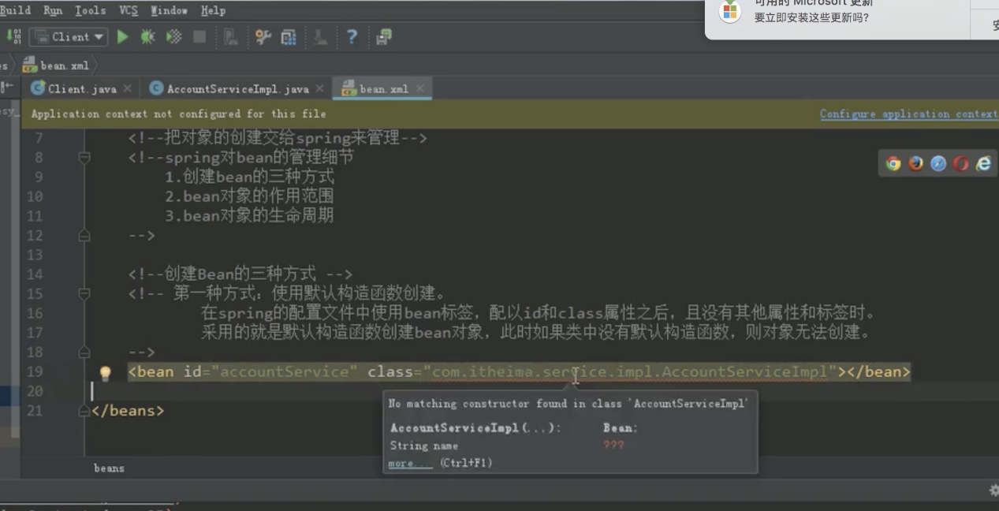 Build Run Tools VCS Window Help
可用的 Microsoft 更新
要立即安装这些更新吗?
Client
bean.xml
Client.java AccountServiceImpl.java bean.xml
Application context not configured for this file Configure application context
7 <!--把对象的创建交给spring来管理-->
8 <!--spring对bean的管理细节
9 1.创建bean的三种方式
10 2.bean对象的作用范围
11 3.bean对象的生命周期
12 -->
13
14 <!--创建Bean的三种方式 -->
15 <!-- 第一种方式：使用默认构造函数创建。
16 在spring的配置文件中使用bean标签，配以id和class属性之后，且没有其他属性和标签时。
17 采用的就是默认构造函数创建bean对象，此时如果类中没有默认构造函数，则对象无法创建。
18 -->
19 <bean id="accountService" class="com.itheima.service.impl.AccountServiceImpl"></bean>
20
21 </beans>
No matching constructor found in class 'AccountServiceImpl'
AccountServiceImpl(...): Bean:
String name ???
more... (Ctrl+F1)
beans